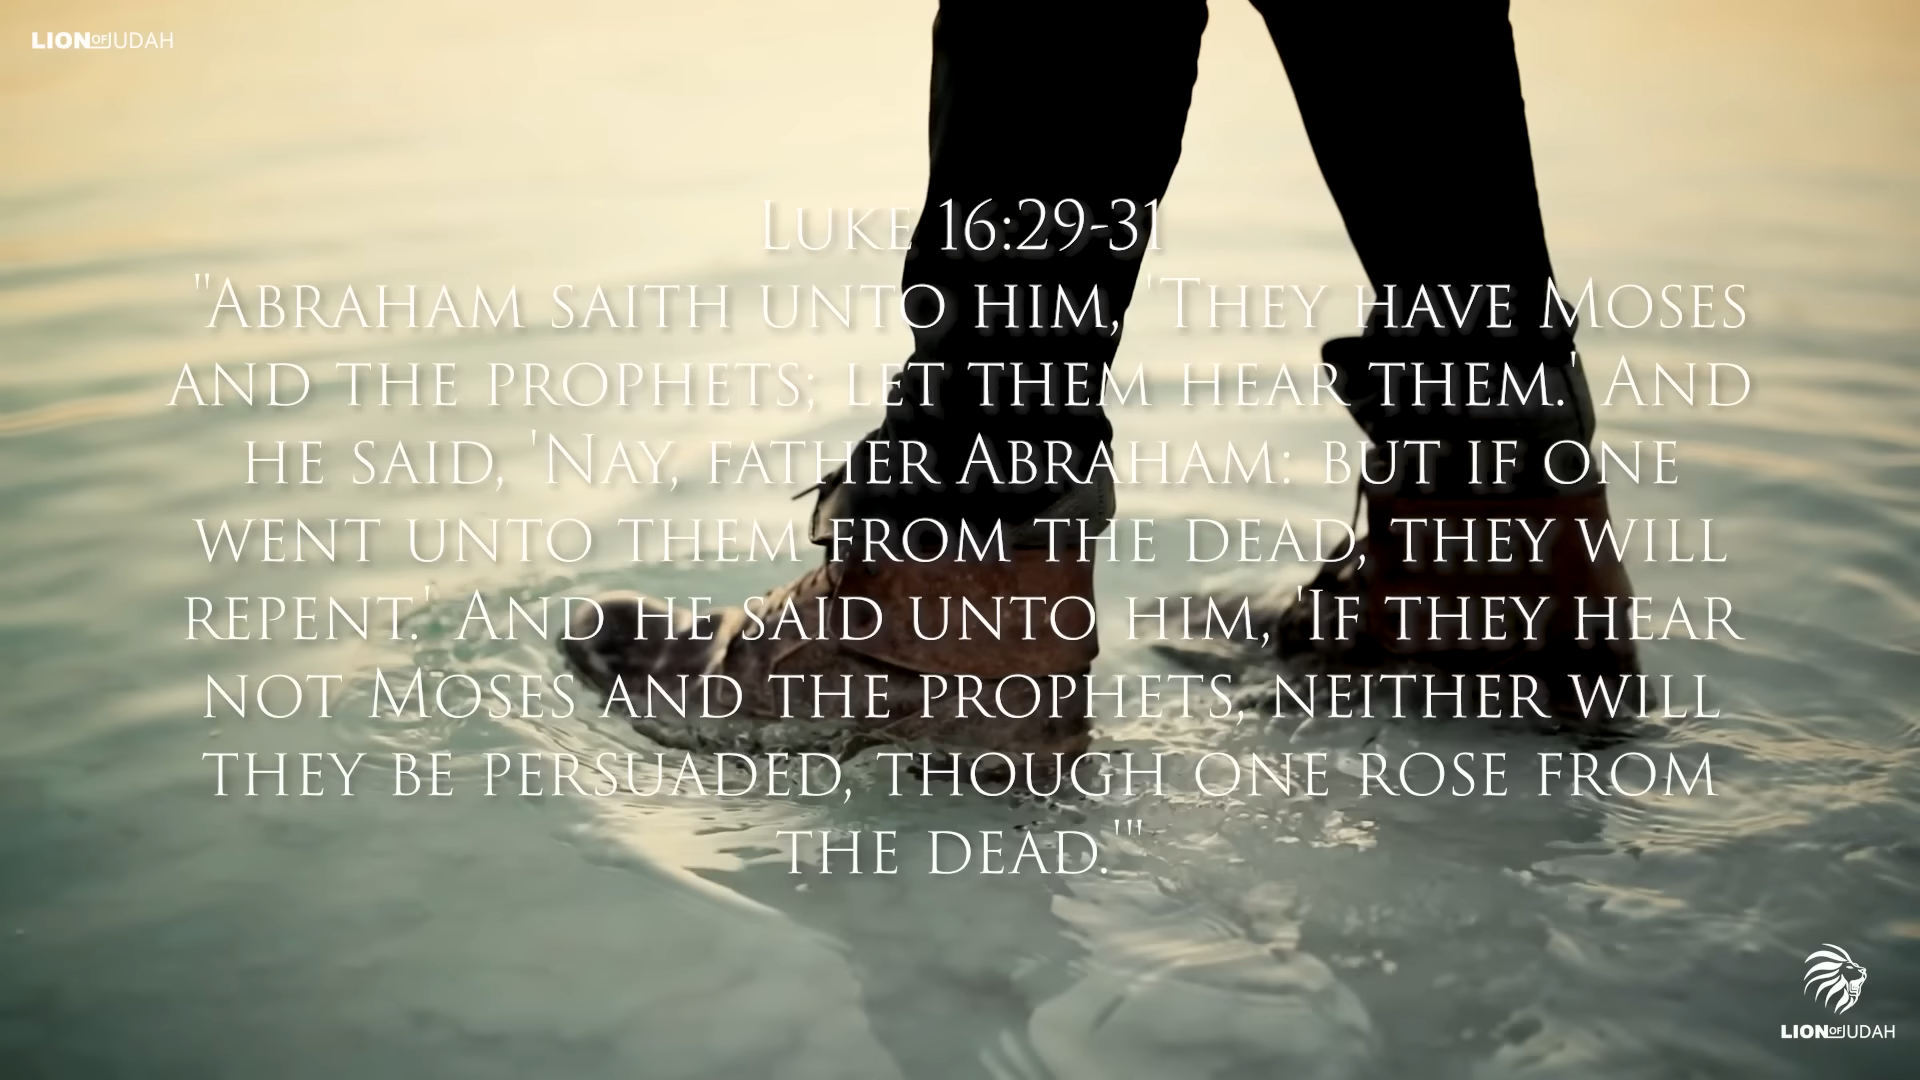 LIONOFJUDAH
Luke 16:29-31
"Abraham saith unto him, 'They have Moses
and the prophets; let them hear them.' And
he said, 'Nay, father Abraham: but if one
went unto them from the dead, they will
repent.' And he said unto him, 'If they hear
not Moses and the prophets, neither will
they be persuaded, though one rose from
the dead.'"
LIONOFJUDAH